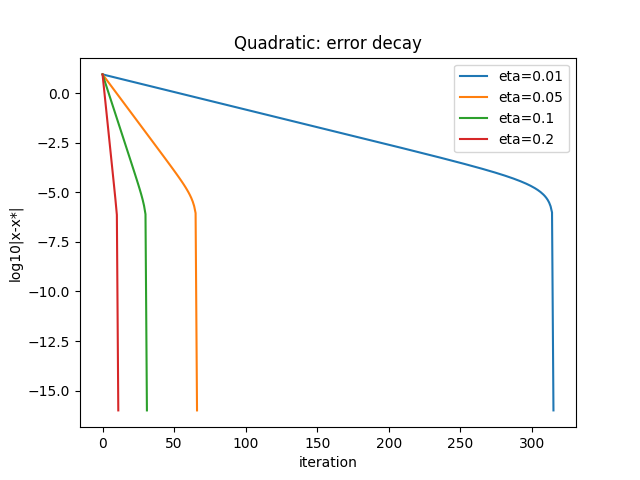 Quadratic: error decay
eta=0.01
eta=0.05
eta=0.1
eta=0.2
log10|x-x*|
0.0
−2.5
−5.0
−7.5
−10.0
−12.5
−15.0
0 50 100 150 200 250 300
iteration